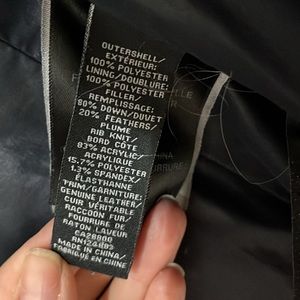 OUTERSHELL/
EXTÉRIEUR:
100% POLYESTER
LINING/DOUBLURE:
100% POLYESTER
FILLER/
REMPLISSAGE:
80% DOWN/DUVET
20% FEATHERS/
PLUME
RIB KNIT/
BORD CÔTE
83% ACRYLIC/
ACRYLIQUE
15.7% POLYESTER
1.3% SPANDEX/
ÉLASTHANNE
TRIM/GARNITURE:
GENUINE LEATHER/
CUIR VÉRITABLE
RACCOON FUR/
FOURRURE DE
RATON LAVEUR
CA28800
MADE IN CHINA/
FABRIQUÉ EN CHINE
CHINA